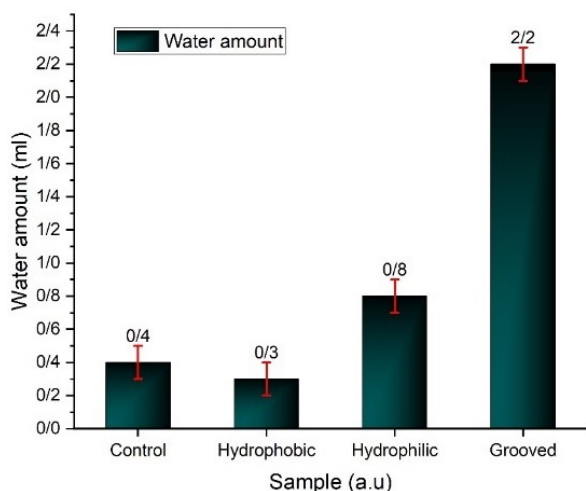 Water amount
Water amount (ml)
2/4
2/2
2/0
1/8
1/6
1/4
1/2
1/0
0/8
0/6
0/4
0/2
0/0
0/4
0/3
0/8
2/2
Control
Hydrophobic
Hydrophilic
Grooved
Sample (a.u)